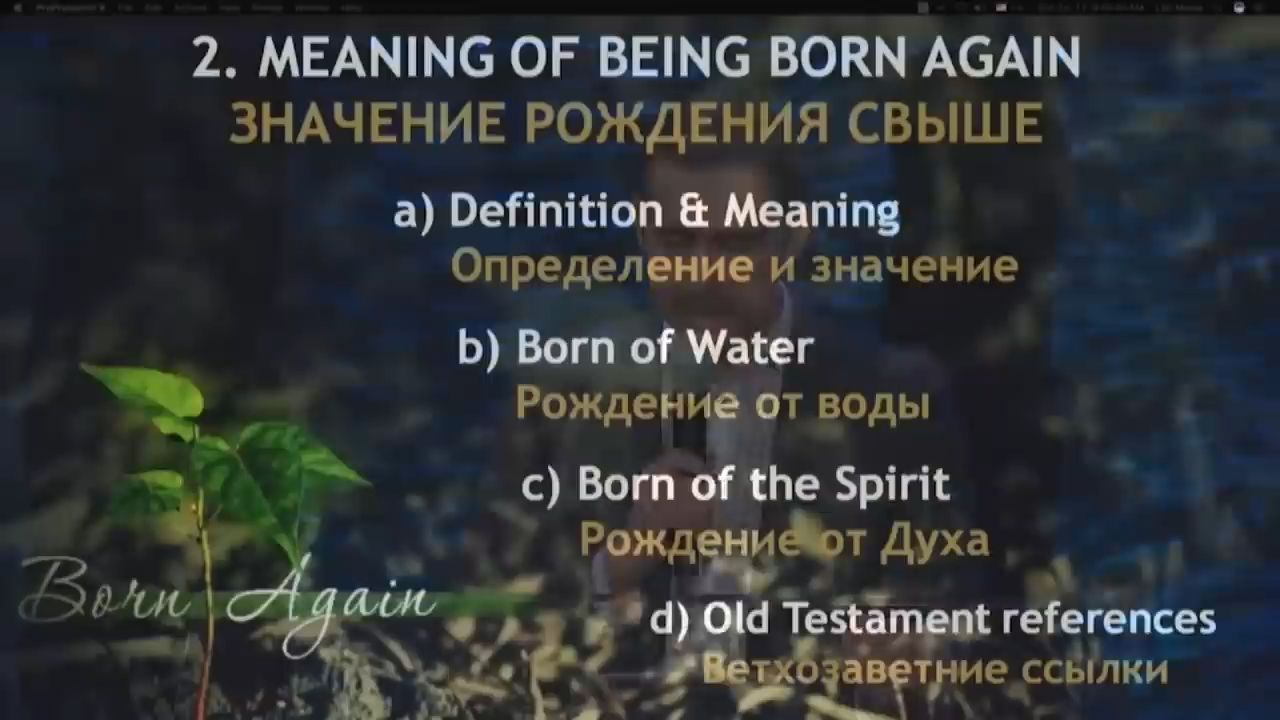 2. MEANING OF BEING BORN AGAIN
ЗНАЧЕНИЕ РОЖДЕНИЯ СВЫШЕ
a) Definition & Meaning
Определение и значение
b) Born of Water
Рождение от воды
c) Born of the Spirit
Рождение от Духа
Born Again
d) Old Testament references
Ветхозаветние ссылки